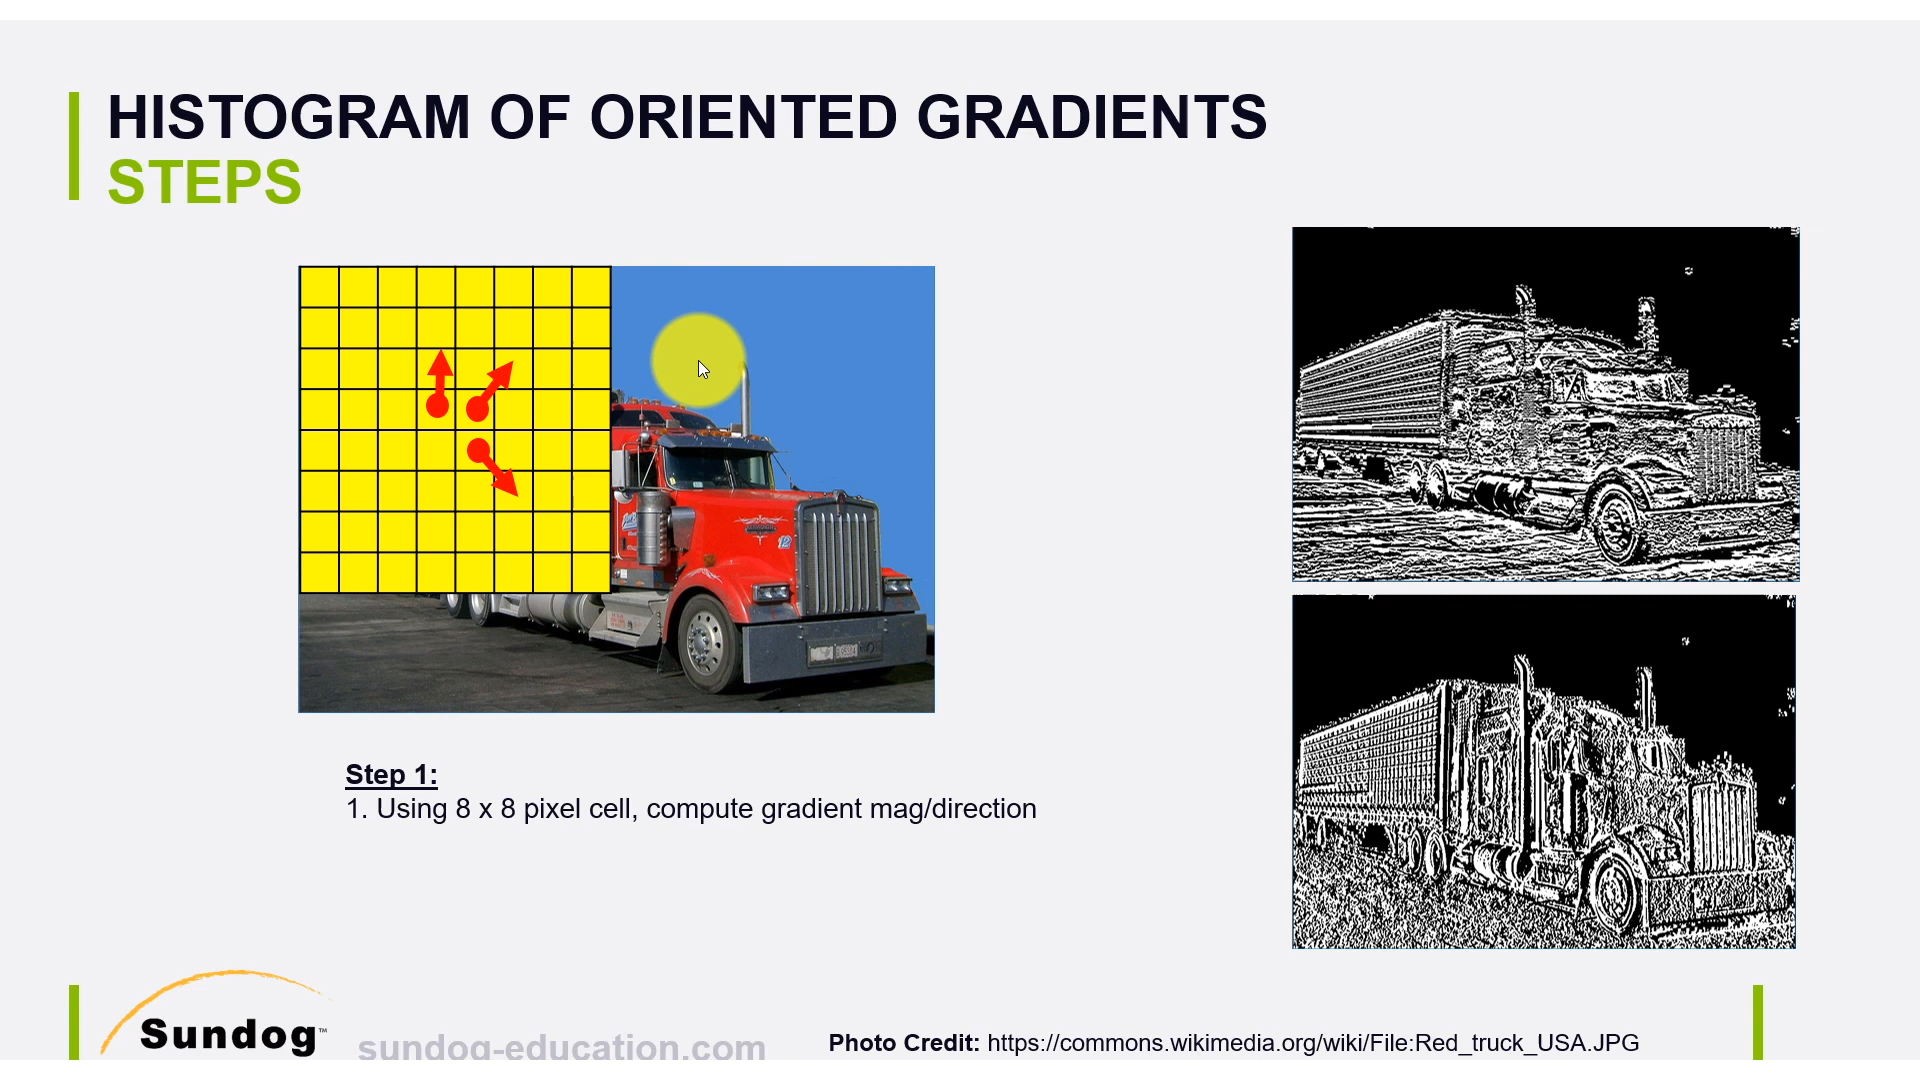 HISTOGRAM OF ORIENTED GRADIENTS
STEPS
Step 1:
1. Using 8 x 8 pixel cell, compute gradient mag/direction
Sundog™
sundog-education.com
Photo Credit: https://commons.wikimedia.org/wiki/File:Red_truck_USA.JPG